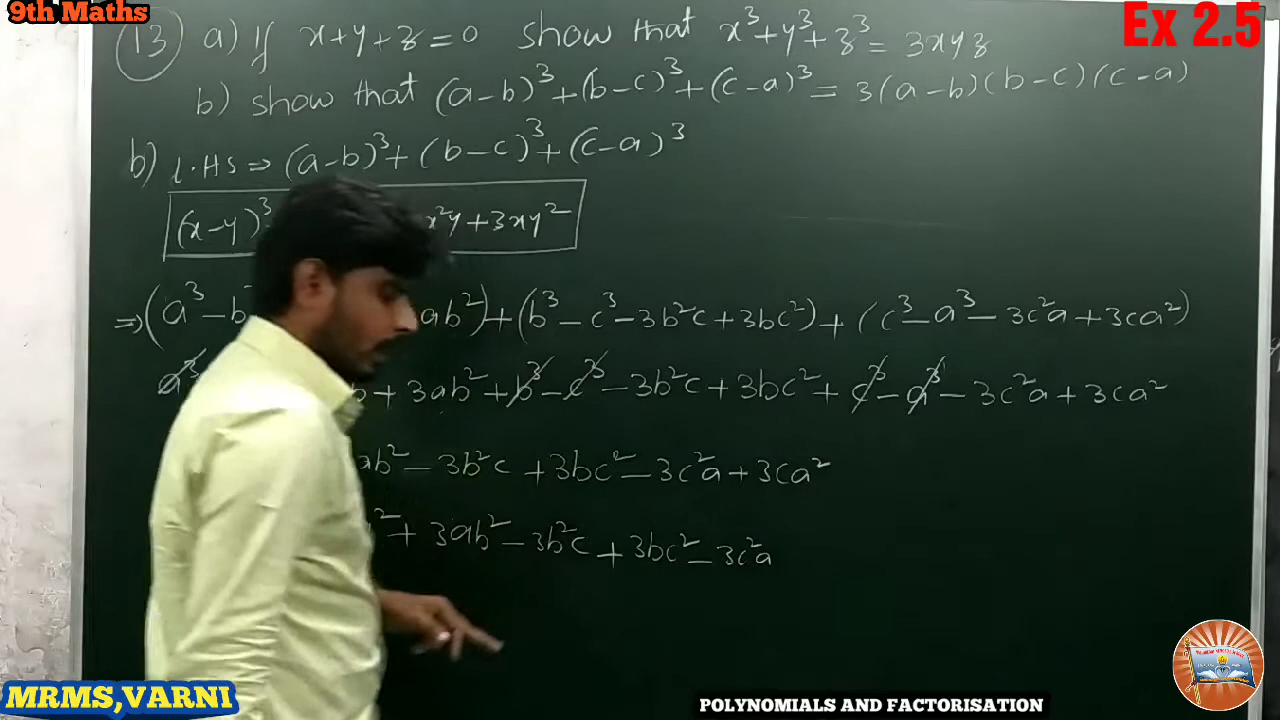 9th Maths
Ex 2.5
13) a) If x+y+z=0 show that x³+y³+z³=3xyz
b) show that (a-b)³+(b-c)³+(c-a)³=3(a-b)(b-c)(c-a)
b) L.HS ⇒ (a-b)³+(b-c)³+(c-a)³
(x-y)³ x²y+3xy²
⇒(a³-b ab²)+(b³-c³-3b²c+3bc²)+(c³-a³-3c²a+3ca²)
a³ b+3ab²+b³-c³-3b²c+3bc²+c³-a³-3c²a+3ca²
ab²-3b²c+3bc²-3c²a+3ca²
²+3ab²-3b²c+3bc²-3c²a
MRMS,VARNI
POLYNOMIALS AND FACTORISATION